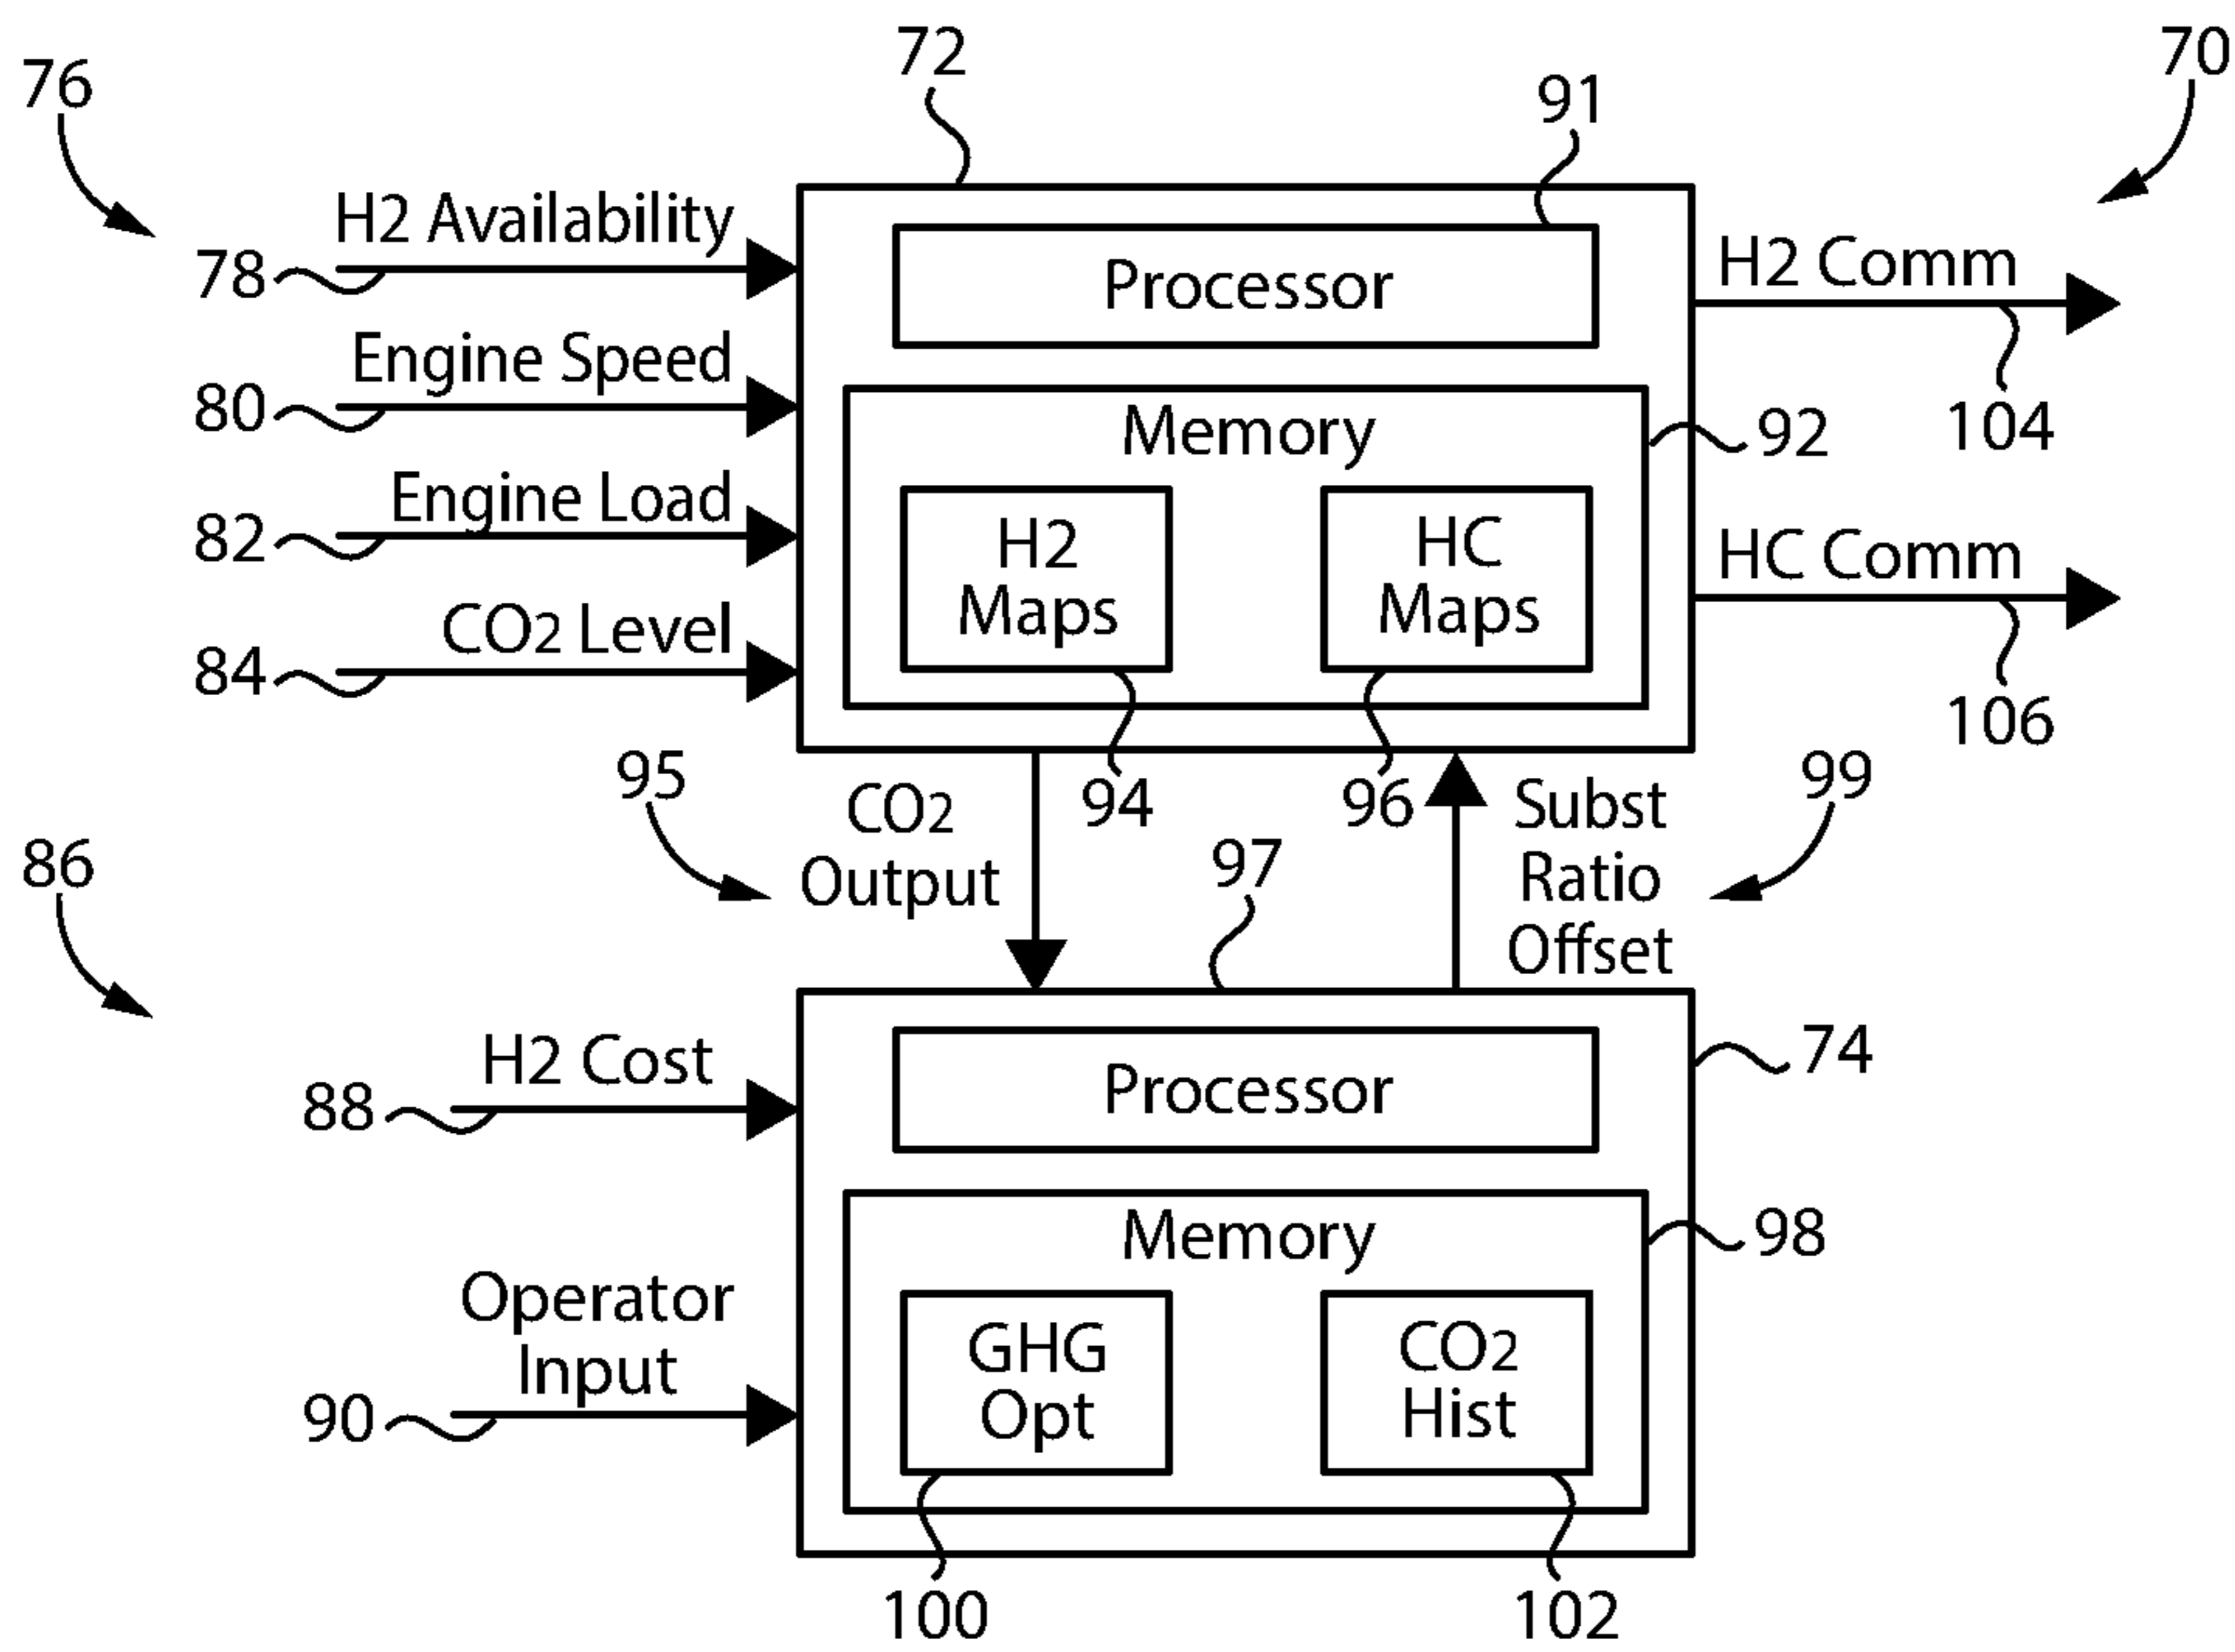 72
70
76
91
H2 Availability
78
Processor
H2 Comm
Engine Speed
80
104
Memory
92
Engine Load
82
H2
Maps
HC
Maps
HC Comm
CO2 Level
84
106
95
CO2
Output
94
96
Subst
Ratio
Offset
99
86
97
H2 Cost
88
Processor
74
Memory
98
Operator
Input
90
GHG
Opt
CO2
Hist
100
102